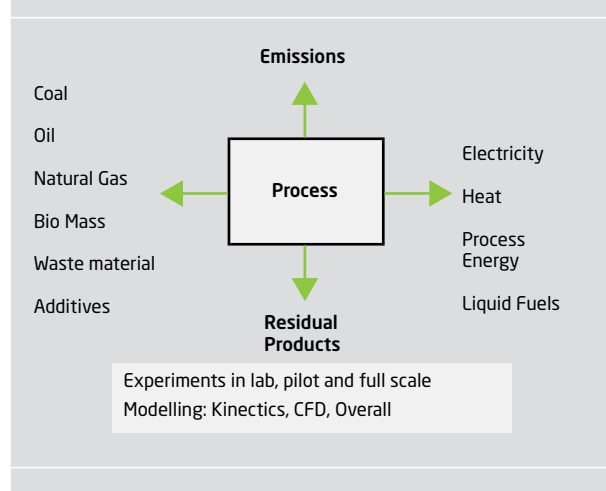 Emissions
Coal
Oil
Natural Gas
Bio Mass
Waste material
Additives
Process
Electricity
Heat
Process
Energy
Liquid Fuels
Residual
Products
Experiments in lab, pilot and full scale
Modelling: Kinectics, CFD, Overall